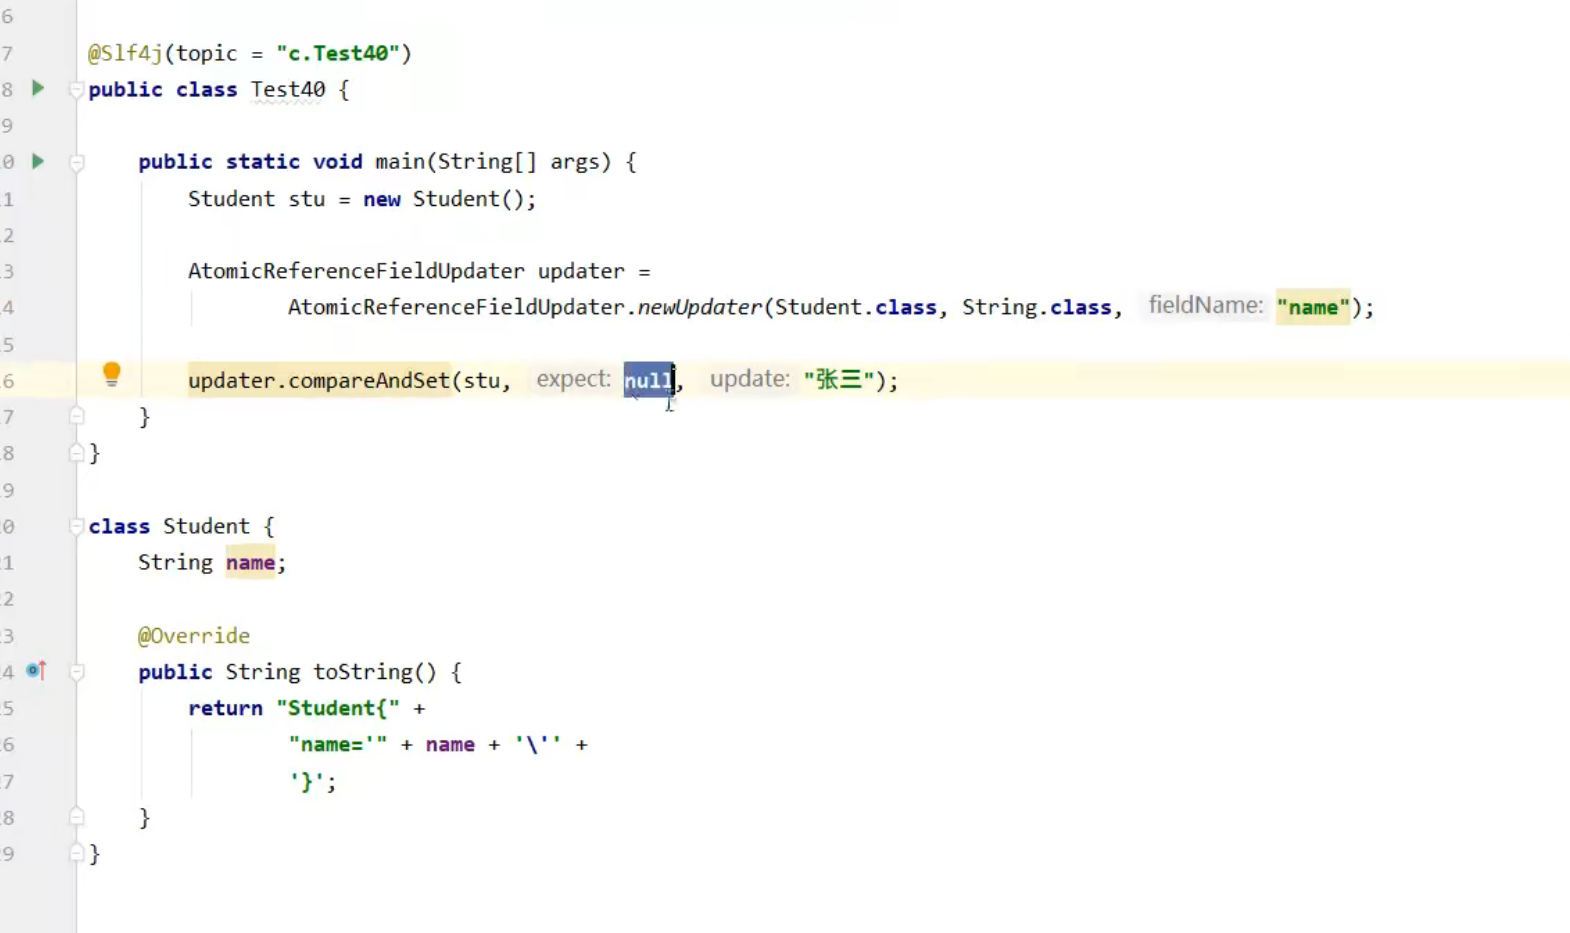 6
7 @Slf4j(topic = "c.Test40")
8 public class Test40 {
9
0 public static void main(String[] args) {
1 Student stu = new Student();
2
3 AtomicReferenceFieldUpdater updater =
4 AtomicReferenceFieldUpdater.newUpdater(Student.class, String.class, fieldName: "name");
5
6 updater.compareAndSet(stu, expect: null, update: "张三");
7 }
8 }
9
0 class Student {
1 String name;
2
3 @Override
4 public String toString() {
5 return "Student{" +
6 "name='" + name + '\'' +
7 '}';
8 }
9 }